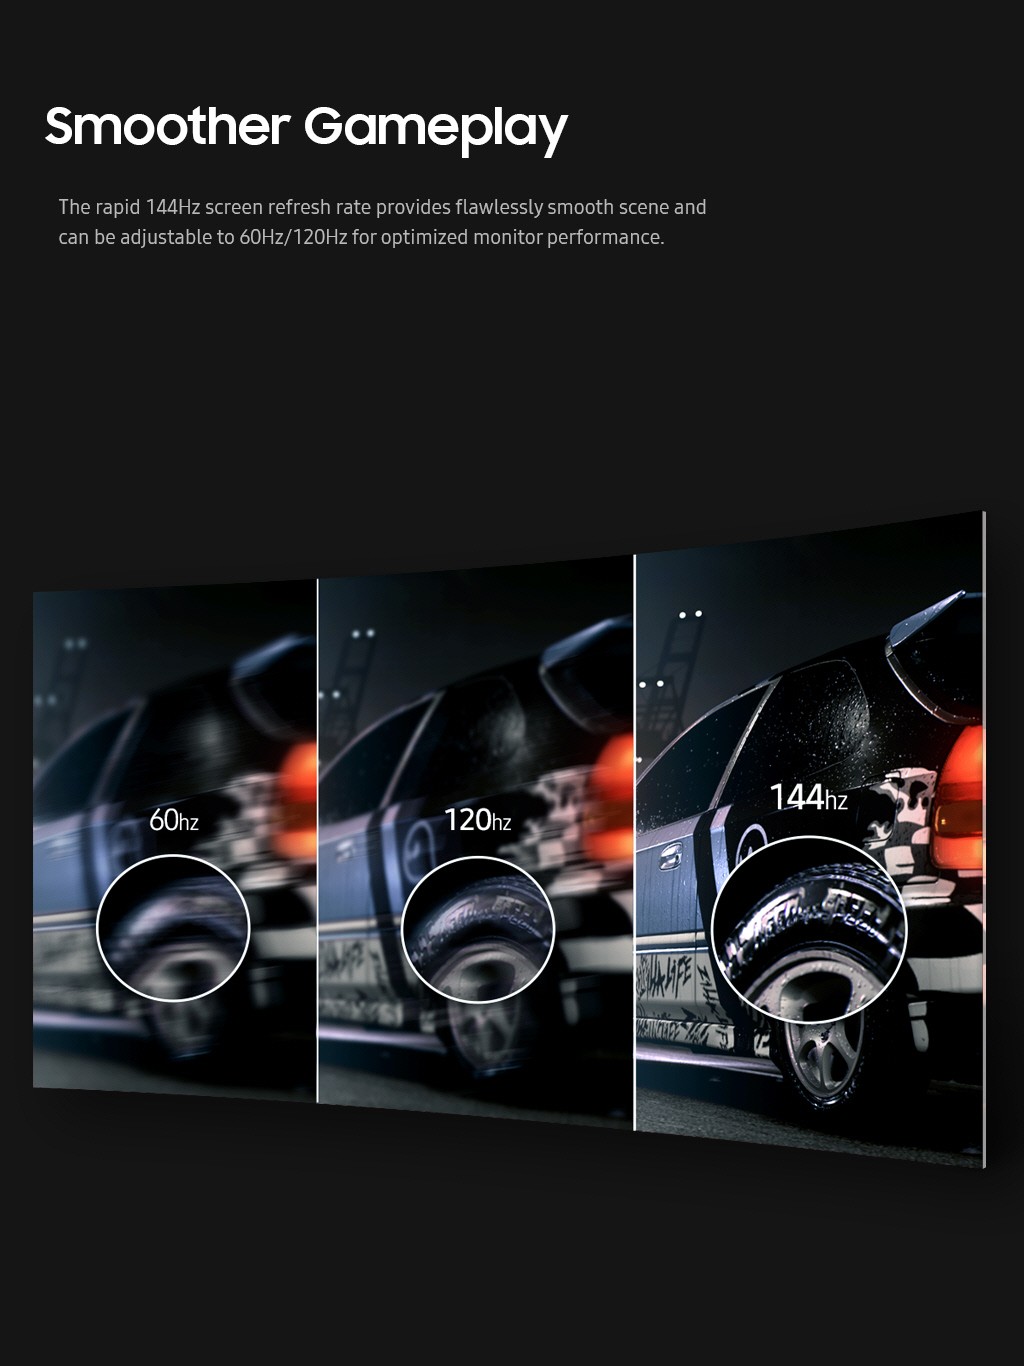 Smoother Gameplay
The rapid 144Hz screen refresh rate provides flawlessly smooth scene and
can be adjustable to 60Hz/120Hz for optimized monitor performance.
60hz
120hz
144hz